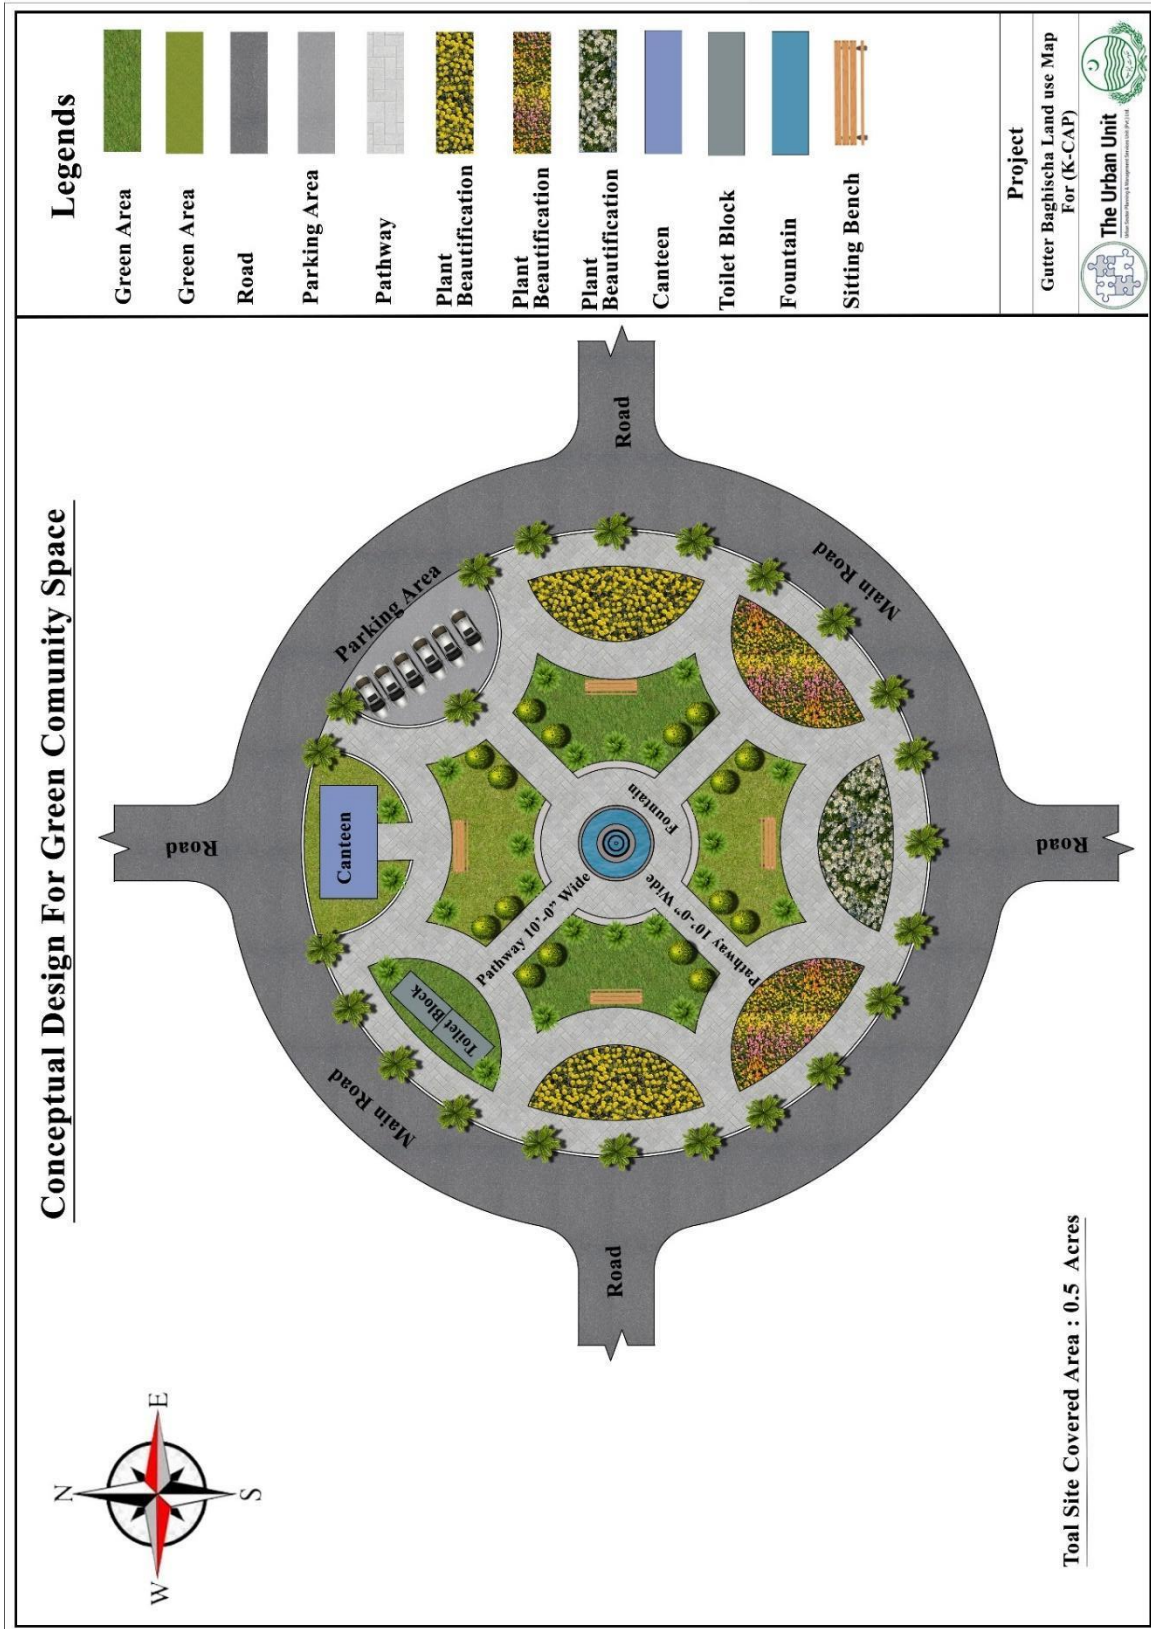 Conceptual Design For Green Comunity Space
N
W
E
S
Road
Canteen
Parking Area
Toilet Block
Main Road
Pathway 10'-0" Wide
Fountain
Pathway 10'-0" Wide
Road
Road
Main Road
Road
Toal Site Covered Area : 0.5 Acres
Legends
Green Area
Green Area
Road
Parking Area
Pathway
Plant
Beautification
Plant
Beautification
Plant
Beautification
Canteen
Toilet Block
Fountain
Sitting Bench
Project
Gutter Baghischa Land use Map
For (K-CAP)
The Urban Unit